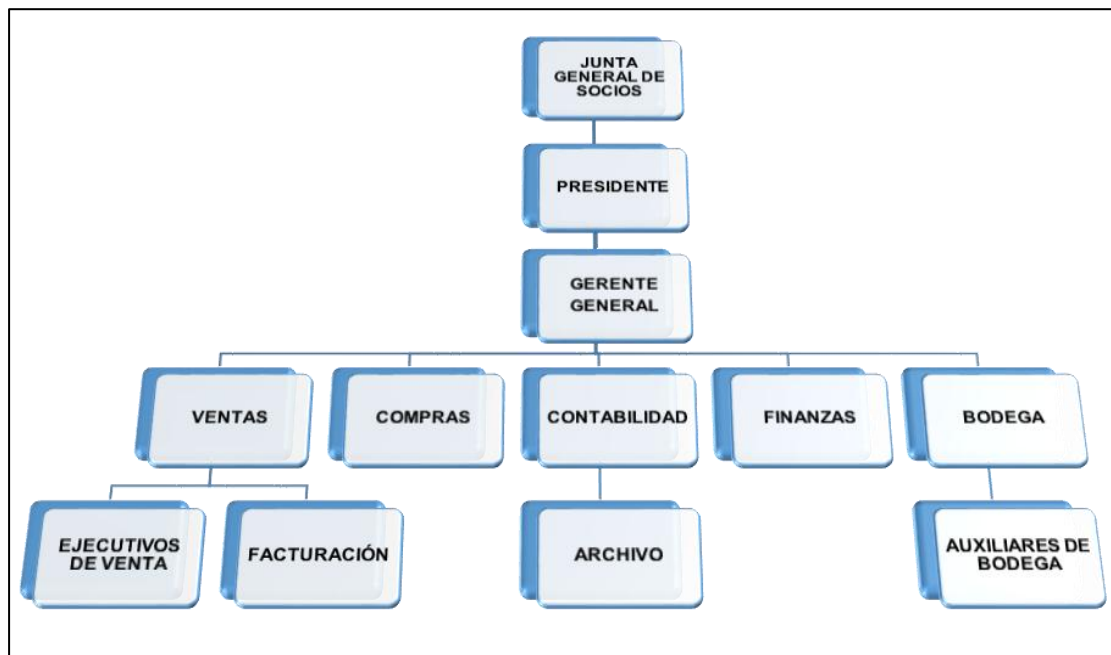 JUNTA
GENERAL DE
SOCIOS
PRESIDENTE
GERENTE
GENERAL
VENTAS
COMPRAS
CONTABILIDAD
FINANZAS
BODEGA
EJECUTIVOS
DE VENTA
FACTURACIÓN
ARCHIVO
AUXILIARES DE
BODEGA